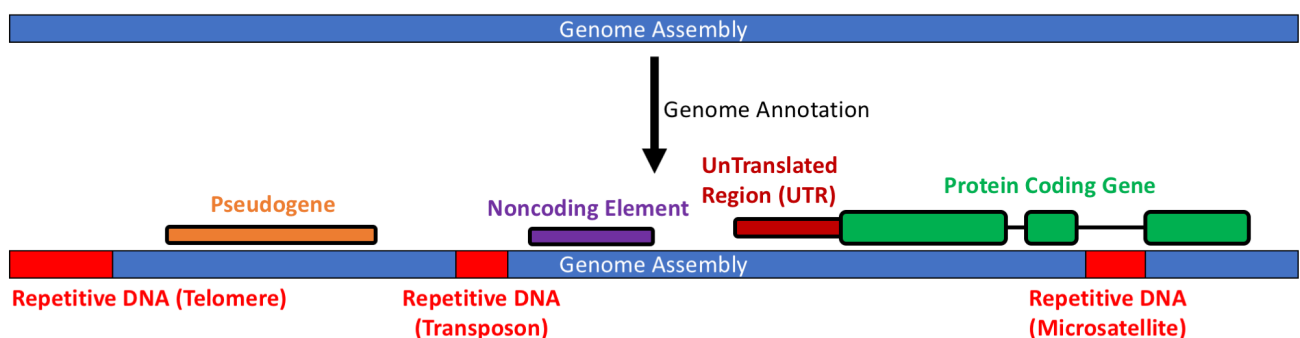 Genome Assembly
Genome Annotation
UnTranslated
Region (UTR)
Protein Coding Gene
Pseudogene
Noncoding Element
Genome Assembly
Repetitive DNA (Telomere)
Repetitive DNA
(Transposon)
Repetitive DNA
(Microsatellite)